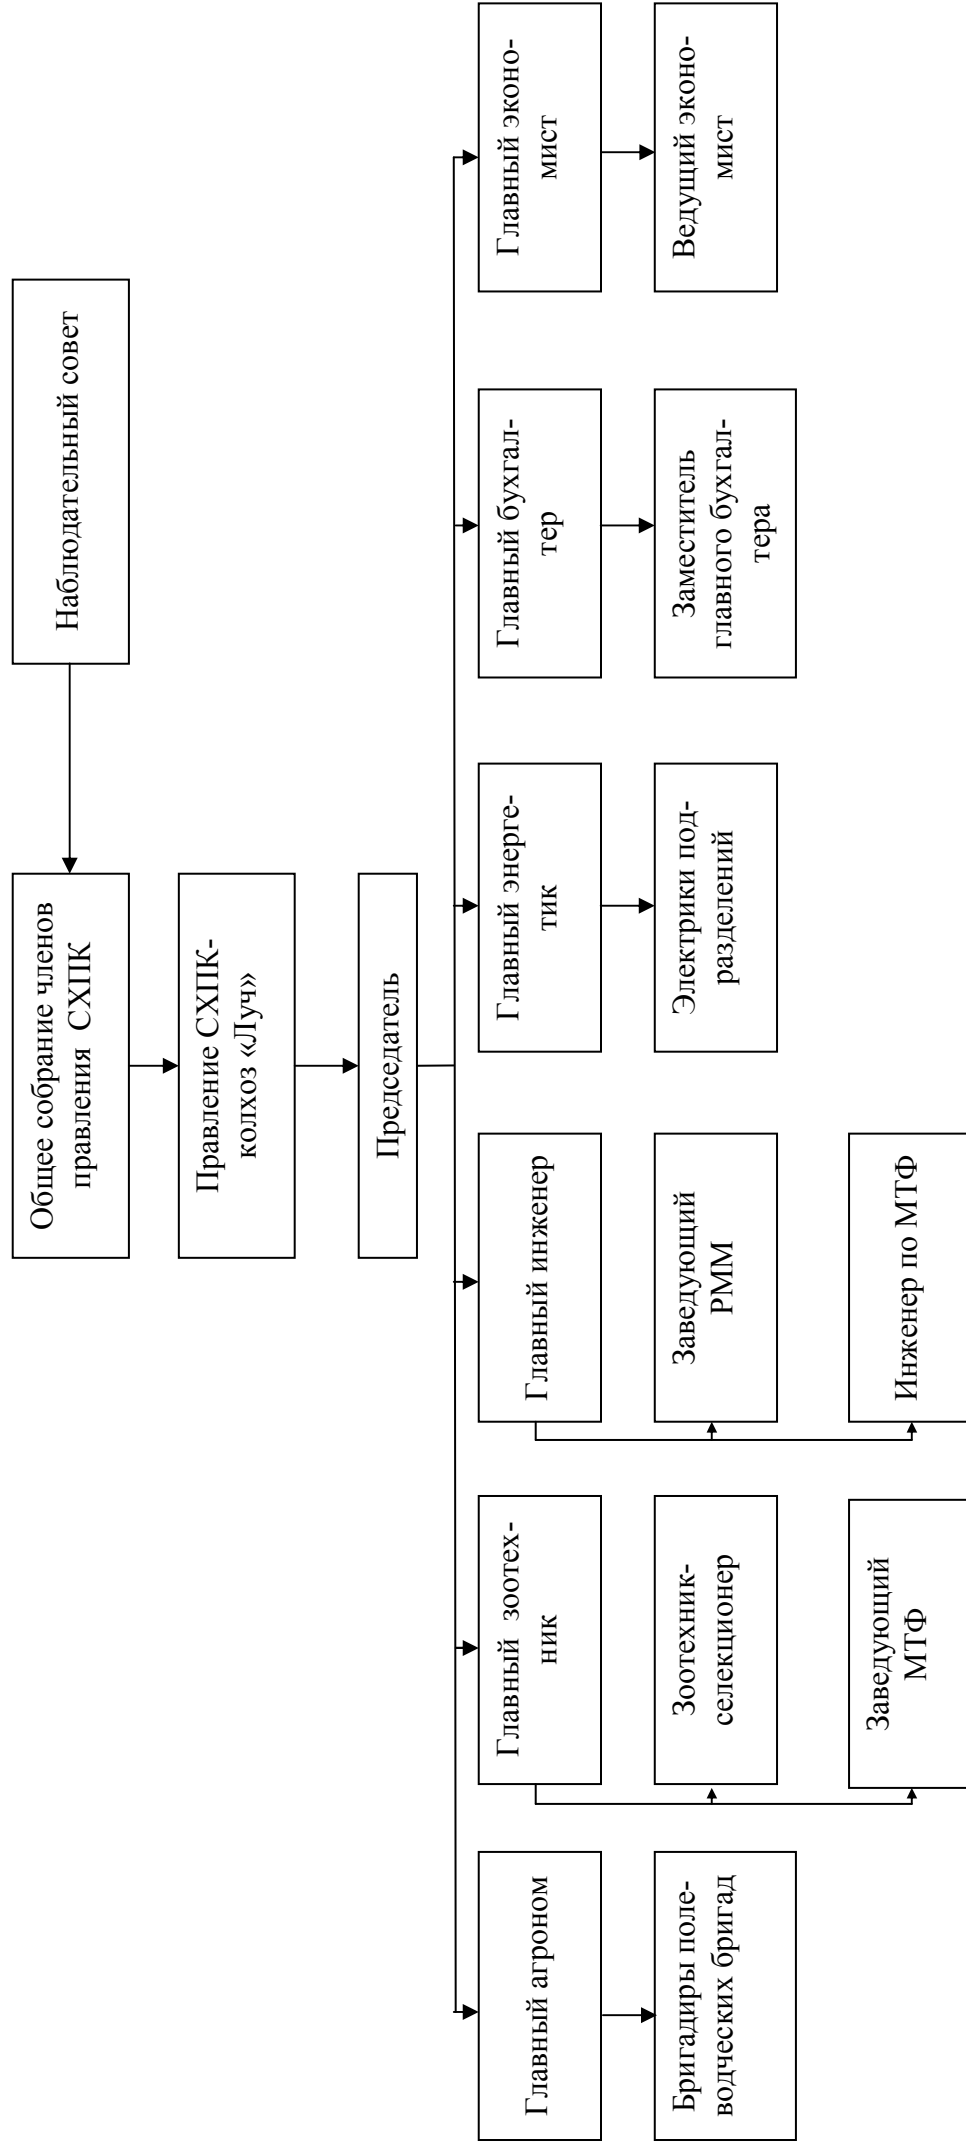 Наблюдательный совет
Общее собрание членов
правления СХПК
Правление СХПК-
колхоз «Луч»
Председатель
Главный агроном
Главный зоотех-
ник
Главный инженер
Главный энерге-
тик
Главный бухгал-
тер
Главный эконо-
мист
Бригадиры поле-
водческих бригад
Зоотехник-
селекционер
Заведующий
РММ
Электрики под-
разделений
Заместитель
главного бухгал-
тера
Ведущий эконо-
мист
Заведующий
МТФ
Инженер по МТФ